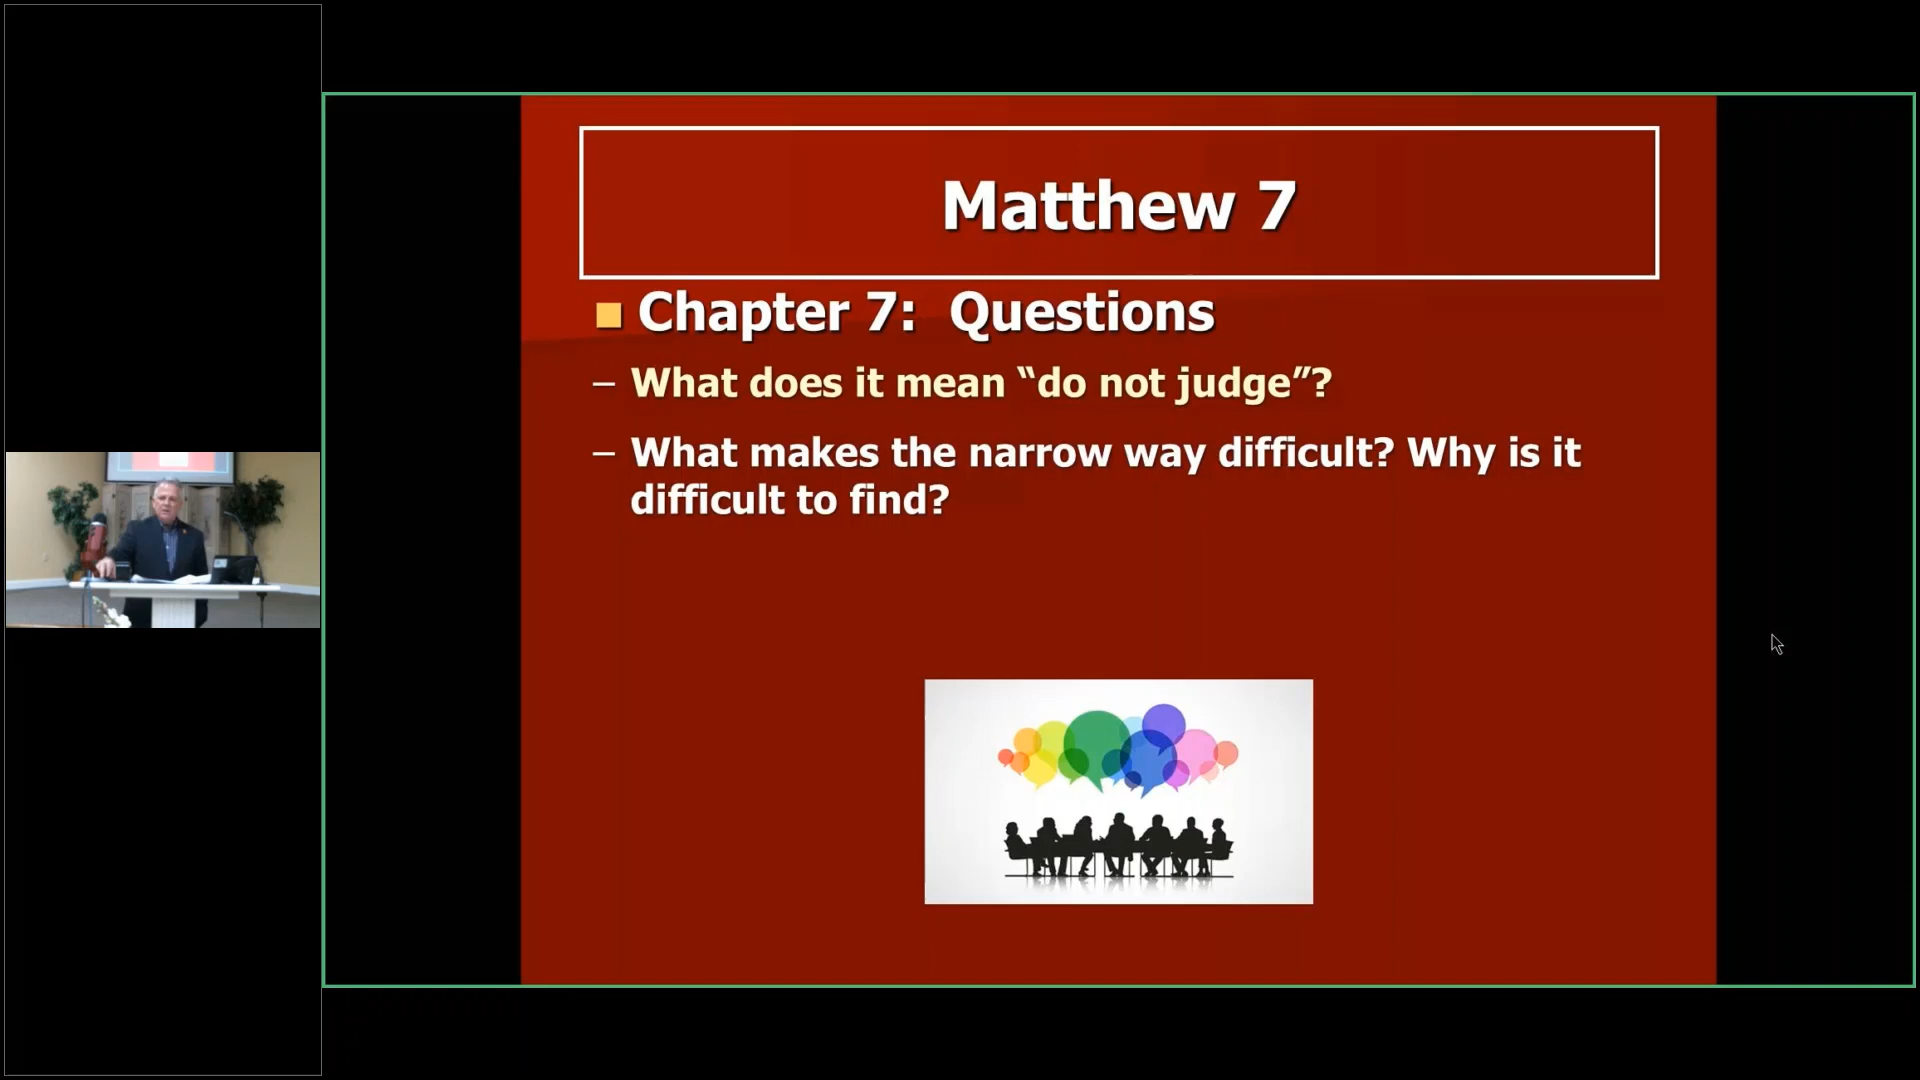 Matthew 7
Chapter 7: Questions
– What does it mean “do not judge”?
– What makes the narrow way difficult? Why is it
difficult to find?